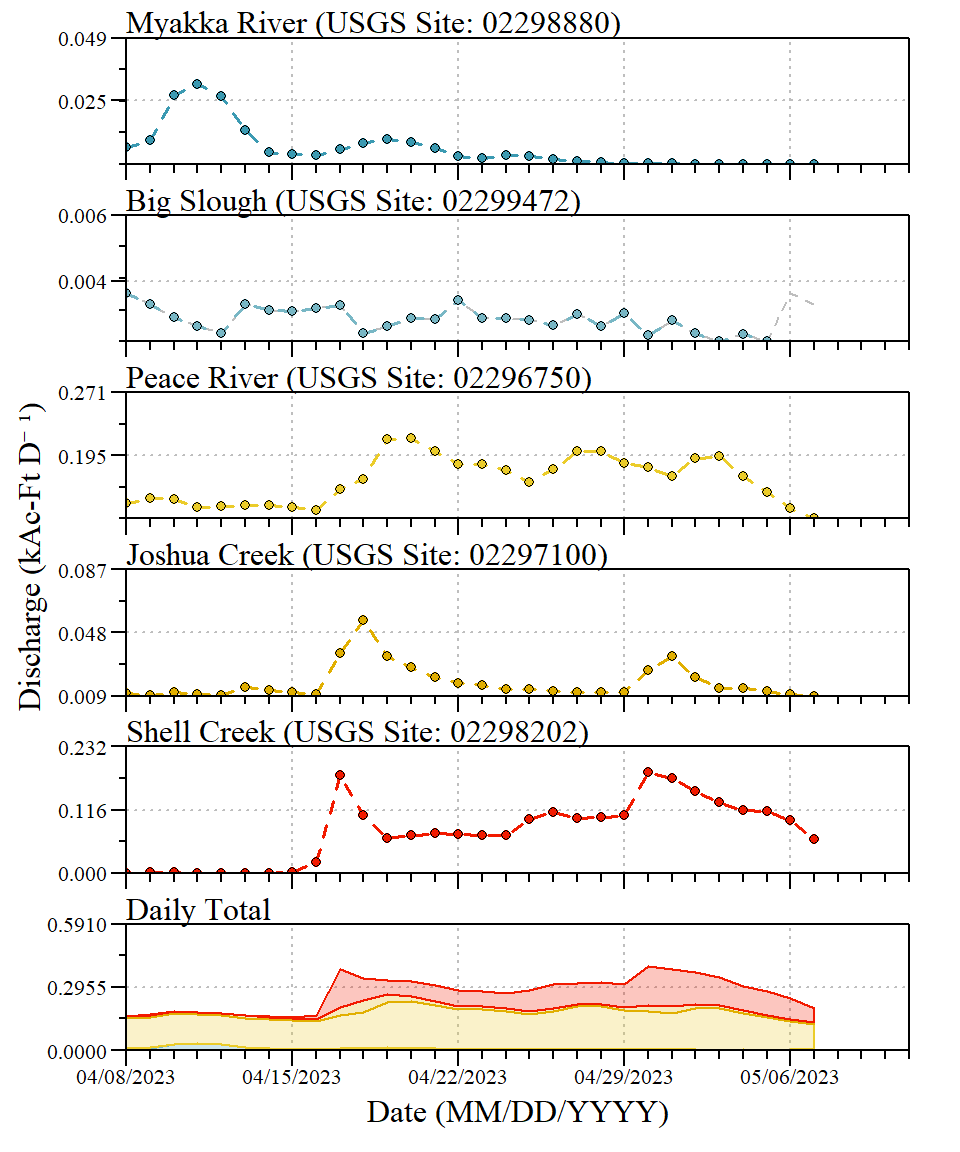 Myakka River (USGS Site: 02298880)
0.049
0.025
Big Slough (USGS Site: 02299472)
0.006
0.004
Peace River (USGS Site: 02296750)
0.271
0.195
Joshua Creek (USGS Site: 02297100)
0.087
0.048
0.009
Shell Creek (USGS Site: 02298202)
0.232
0.116
0.000
Daily Total
0.5910
0.2955
0.0000
Discharge (kAc-Ft D⁻¹)
04/08/2023 04/15/2023 04/22/2023 04/29/2023 05/06/2023
Date (MM/DD/YYYY)